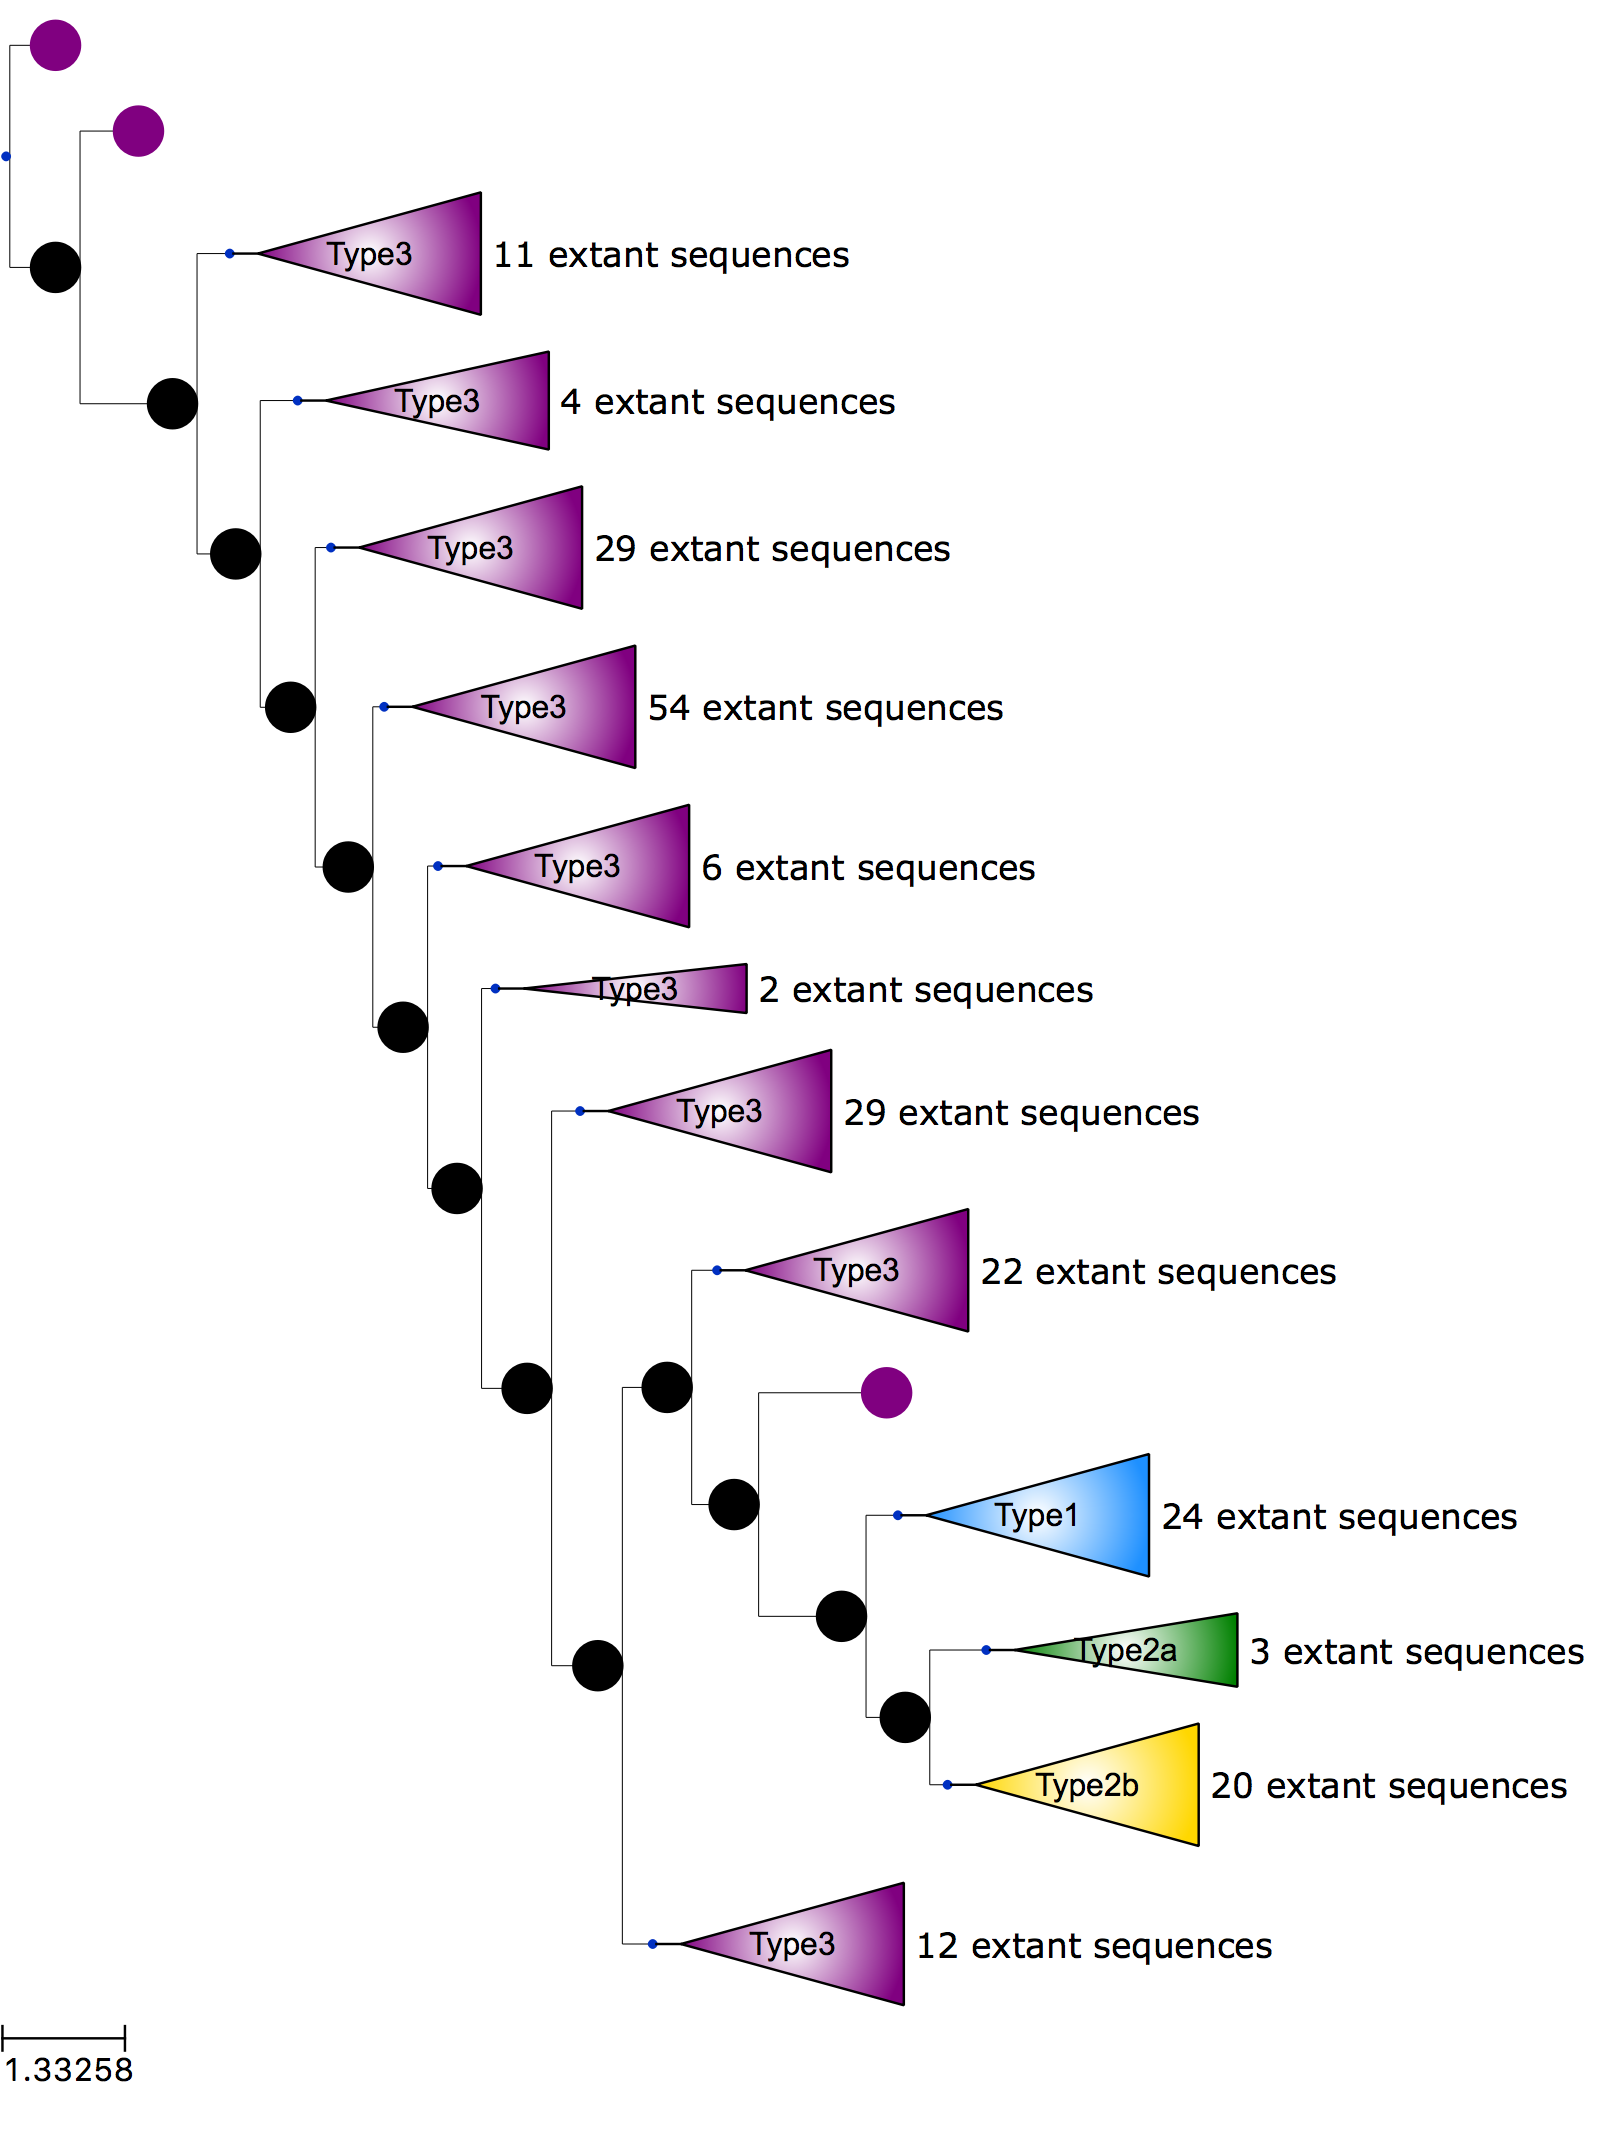 Type3 11 extant sequences
Type3 4 extant sequences
Type3 29 extant sequences
Type3 54 extant sequences
Type3 6 extant sequences
Type3 2 extant sequences
Type3 29 extant sequences
Type3 22 extant sequences
Type1 24 extant sequences
Type2a 3 extant sequences
Type2b 20 extant sequences
Type3 12 extant sequences
1.33258